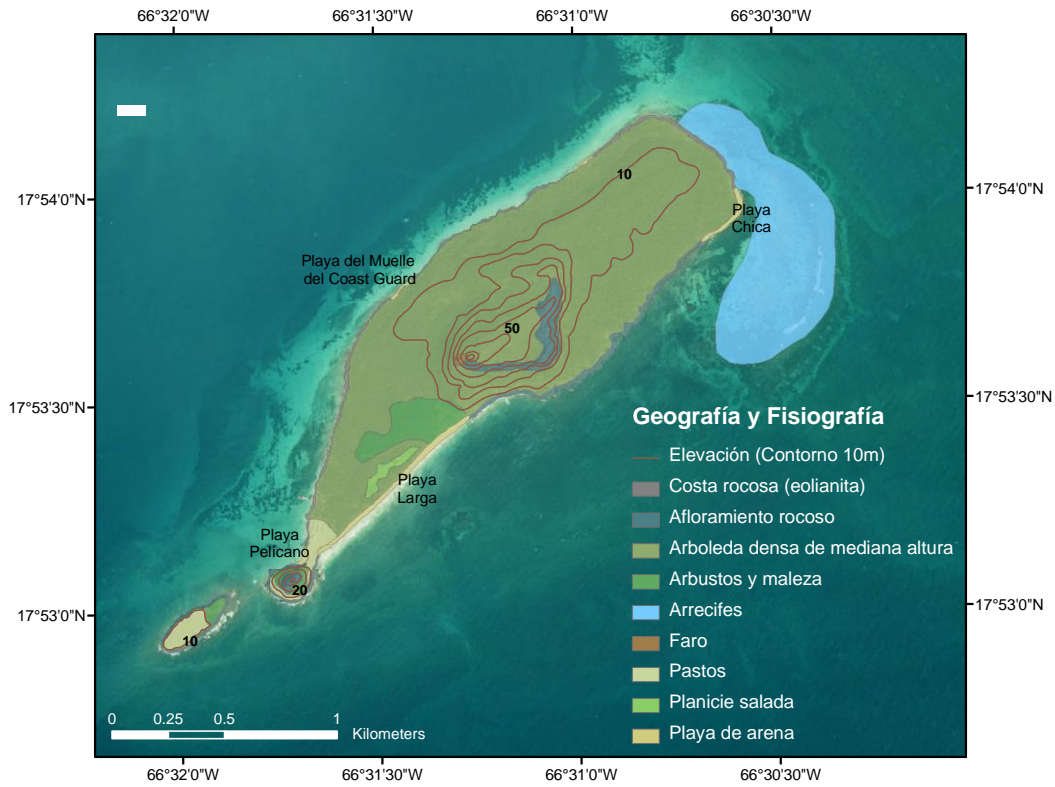 66°32'0"W 66°31'30"W 66°31'0"W 66°30'30"W
17°54'0"N
17°54'0"N
10
Playa
Chica
Playa del Muelle
del Coast Guard
50
17°53'30"N
17°53'30"N
Playa
Larga
Playa
Pelícano
20
17°53'0"N
17°53'0"N
10
Geografía y Fisiografía
Elevación (Contorno 10m)
Costa rocosa (eolianita)
Afloramiento rocoso
Arboleda densa de mediana altura
Arbustos y maleza
Arrecifes
Faro
Pastos
Planicie salada
Playa de arena
0 0.25 0.5 1
Kilometers
66°32'0"W 66°31'30"W 66°31'0"W 66°30'30"W